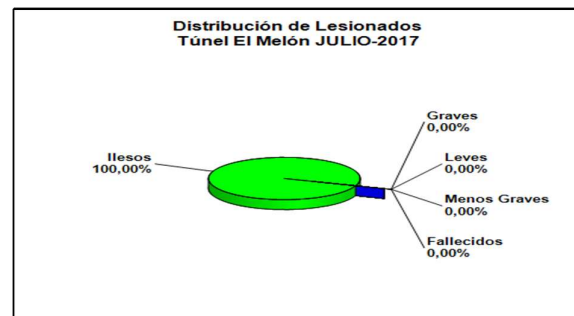 Distribución de Lesionados
Túnel El Melón JULIO-2017
Ilesos
100,00%
Graves
0,00%
Leves
0,00%
Menos Graves
0,00%
Fallecidos
0,00%